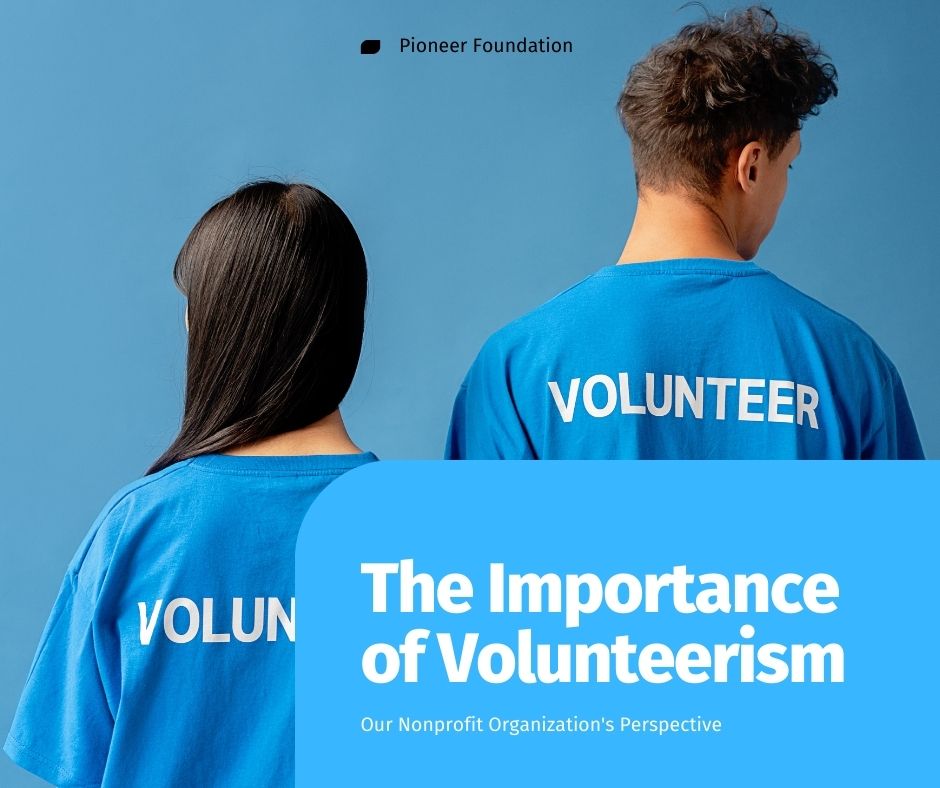 Pioneer Foundation
VOLUNTEER
VOLUN
The Importance
of Volunteerism
Our Nonprofit Organization's Perspective